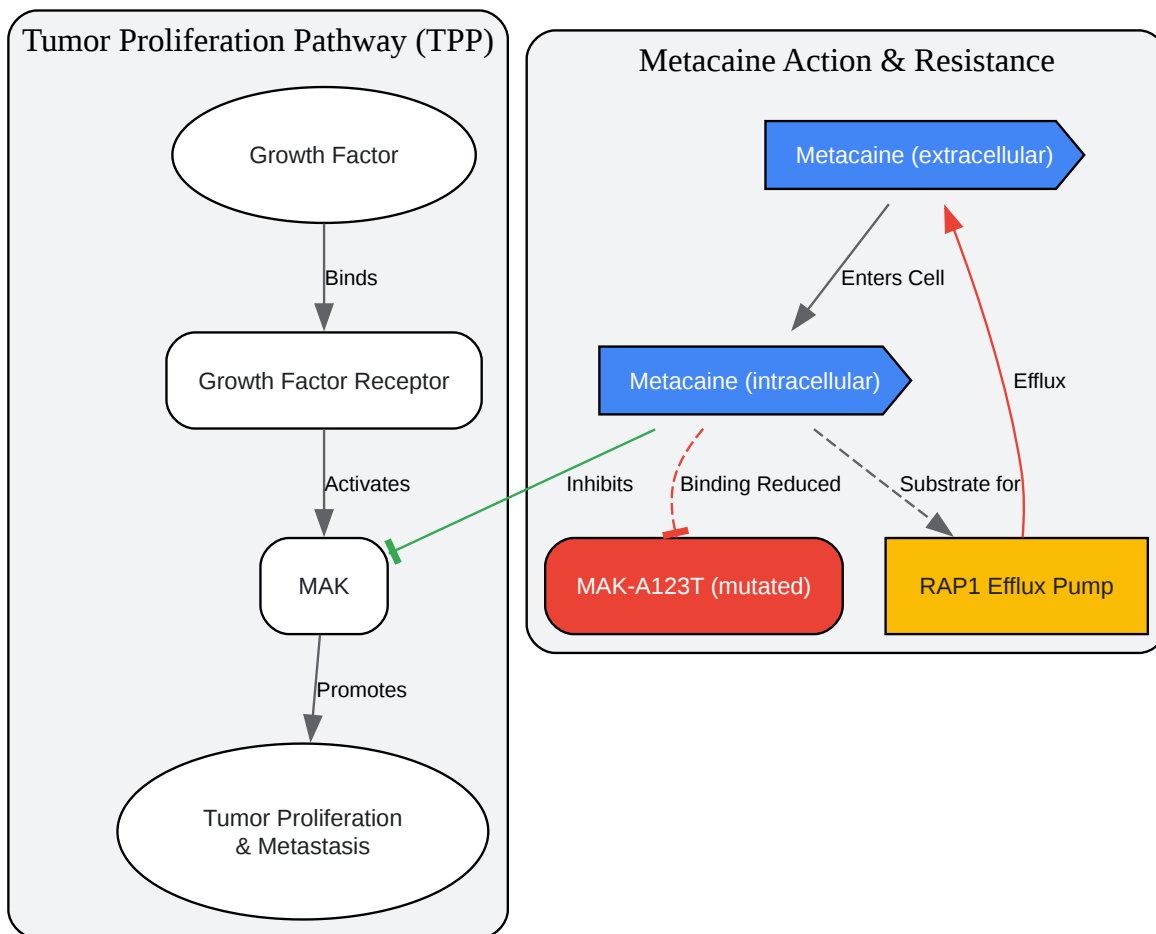 Tumor Proliferation Pathway (TPP)
Growth Factor
Binds
Growth Factor Receptor
Activates
MAK
Promotes
Tumor Proliferation
& Metastasis
Metacaine Action & Resistance
Metacaine (extracellular)
Enters Cell
Efflux
Metacaine (intracellular)
Inhibits
Binding Reduced
Substrate for
MAK-A123T (mutated)
RAP1 Efflux Pump